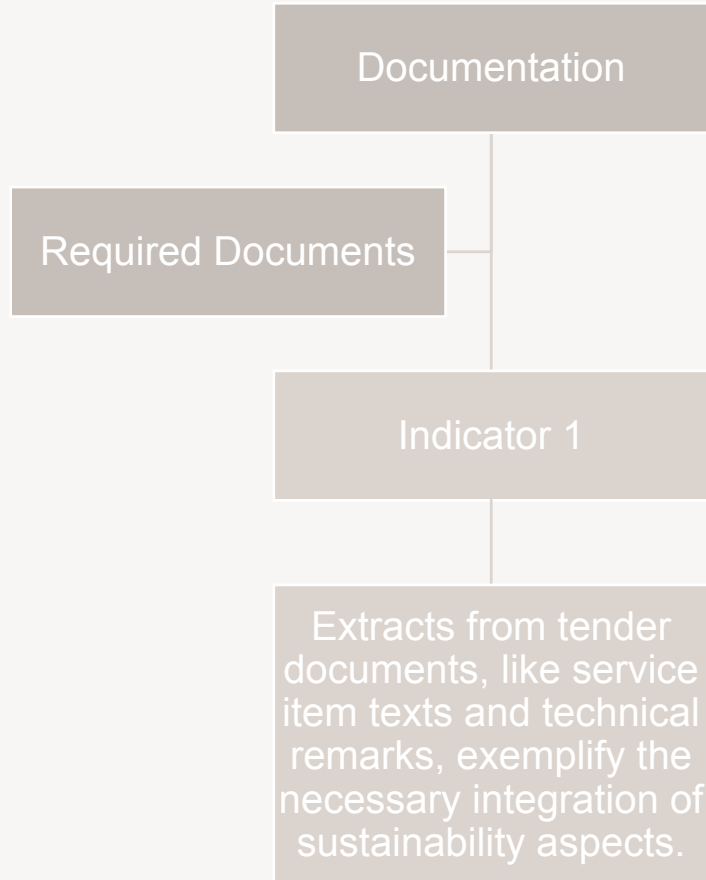 Documentation
Required Documents
Indicator 1
Extracts from tender
documents, like service
item texts and technical
remarks, exemplify the
necessary integration of
sustainability aspects.